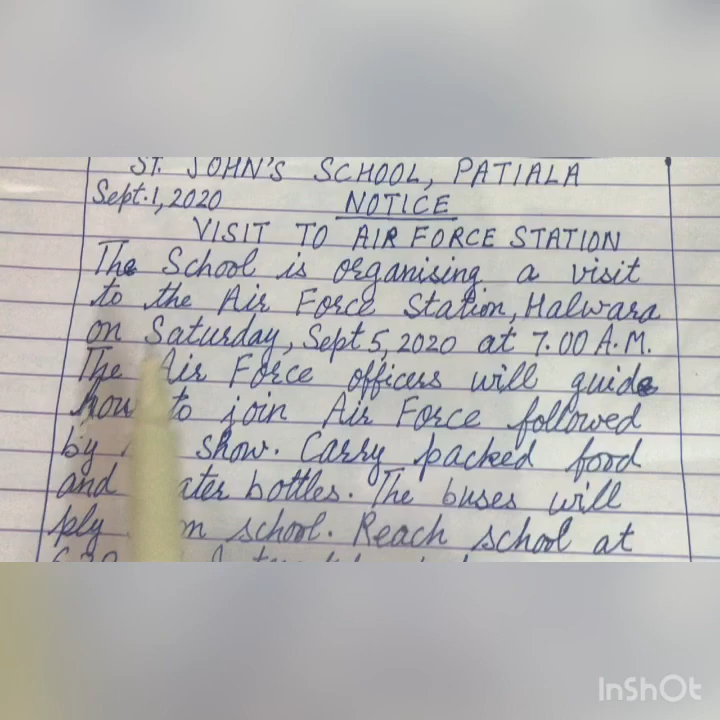 ST. JOHN'S SCHOOL, PATIALA
Sept. 1, 2020 NOTICE
VISIT TO AIR FORCE STATION
The School is organising a visit
to the Air Force Station, Halwara
on Saturday, Sept 5, 2020 at 7.00 A.M.
The Air Force officers will guide
how to join Air Force followed
by show. Carry packed food
and bottles. The buses will
ply school. Reach school at
InShOt